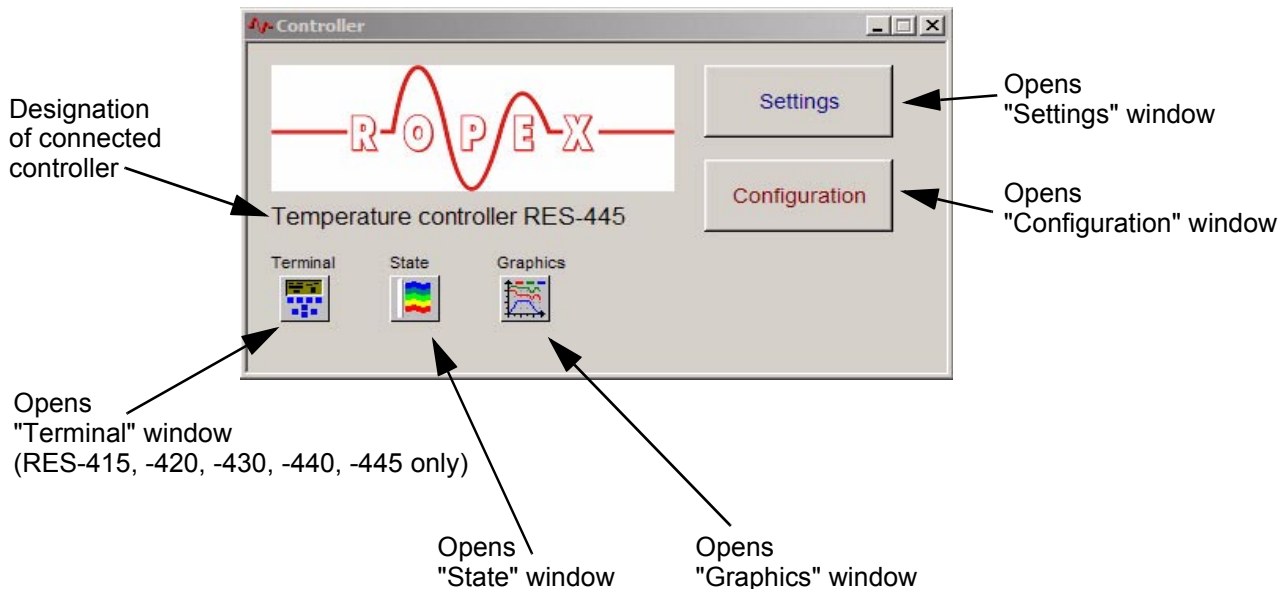 Controller
ROPEX
Settings
Opens
"Settings" window
Designation
of connected
controller
Configuration
Opens
"Configuration" window
Temperature controller RES-445
Terminal
State
Graphics
Opens
"Terminal" window
(RES-415, -420, -430, -440, -445 only)
Opens
"State" window
Opens
"Graphics" window